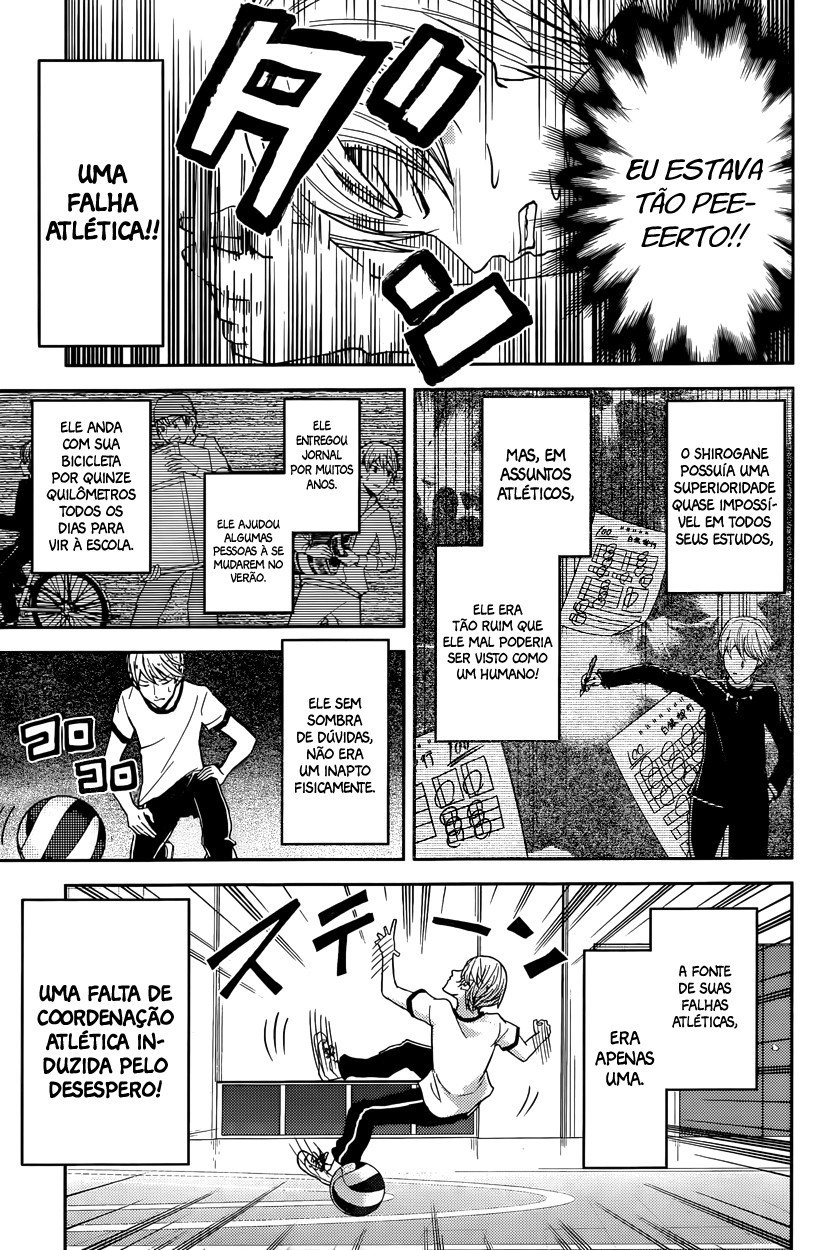 EU ESTAVA
TÃO PEE-
EERTO!!
ダ
ン
UMA
FALHA
ATLÉTICA!!
O SHIROGANE
POSSUÍA UMA
SUPERIORIDADE
QUASE IMPOSSÍ-
VEL EM TODOS
SEUS ESTUDOS,
MAS, EM
ASSUNTOS
ATLÉTICOS,
ELE ERA
TÃO RUIM QUE
ELE MAL PODERIA
SER VISTO COMO
UM HUMANO!
100
100
100
ELE
ENTREGOU
JORNAL
POR MUITOS
ANOS.
ELE AJUDOU
ALGUMAS
PESSOAS À SE
MUDAREM NO
VERÃO.
ELE ANDA
COM SUA
BICICLETA
POR QUINZE
QUILÔMETROS
TODOS OS
DIAS PARA
VIR À ESCOLA.
ELE SEM
SOMBRA
DE DÚVIDAS,
NÃO ERA
UM INAPTO
FISICAMENTE.
コロ
コロ
A FONTE
DE SUAS
FALHAS
ATLÉTICAS,
ERA
APENAS
UMA.
ステーン
UMA FALTA DE
COORDENAÇÃO
ATLÉTICA IN-
DUZIDA PELO
DESESPERO!